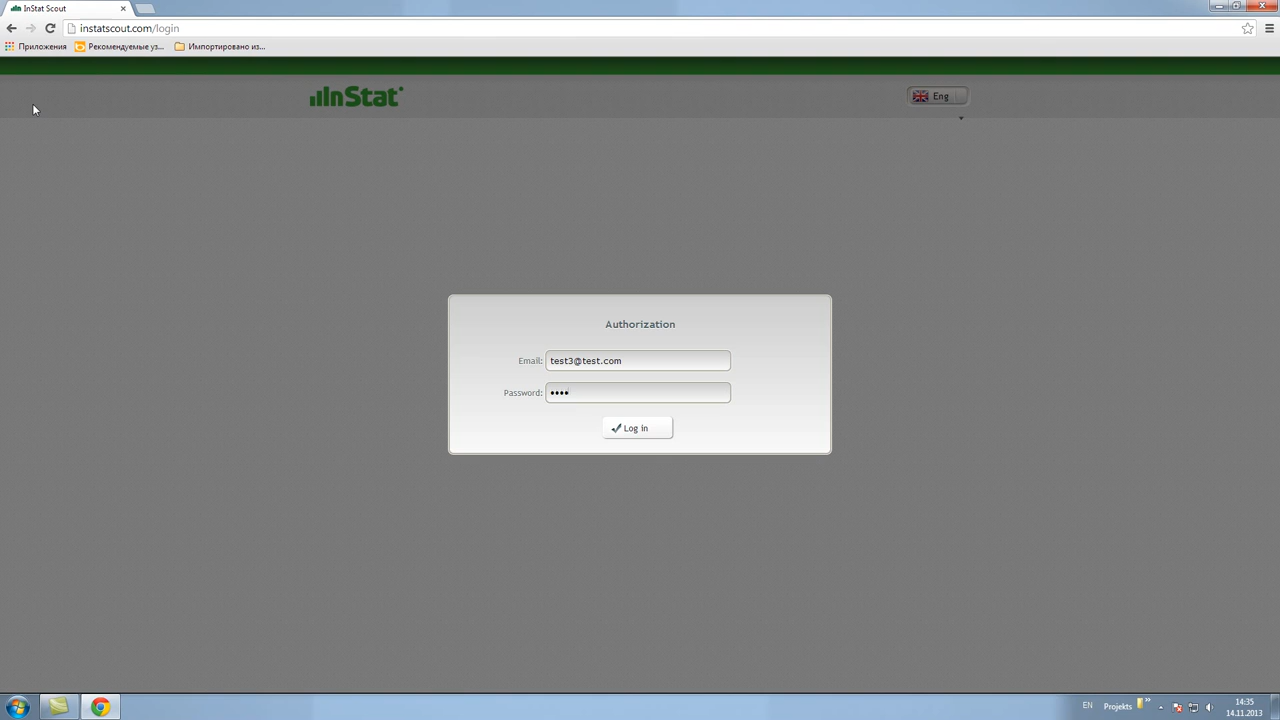 InStat Scout
instatscout.com/login
Приложения Рекомендуемые уз... Импортировано из...
InStat
Eng
Authorization
Email: test3@test.com
Password: ••••
Log in
EN Projekts 14:35
14.11.2013